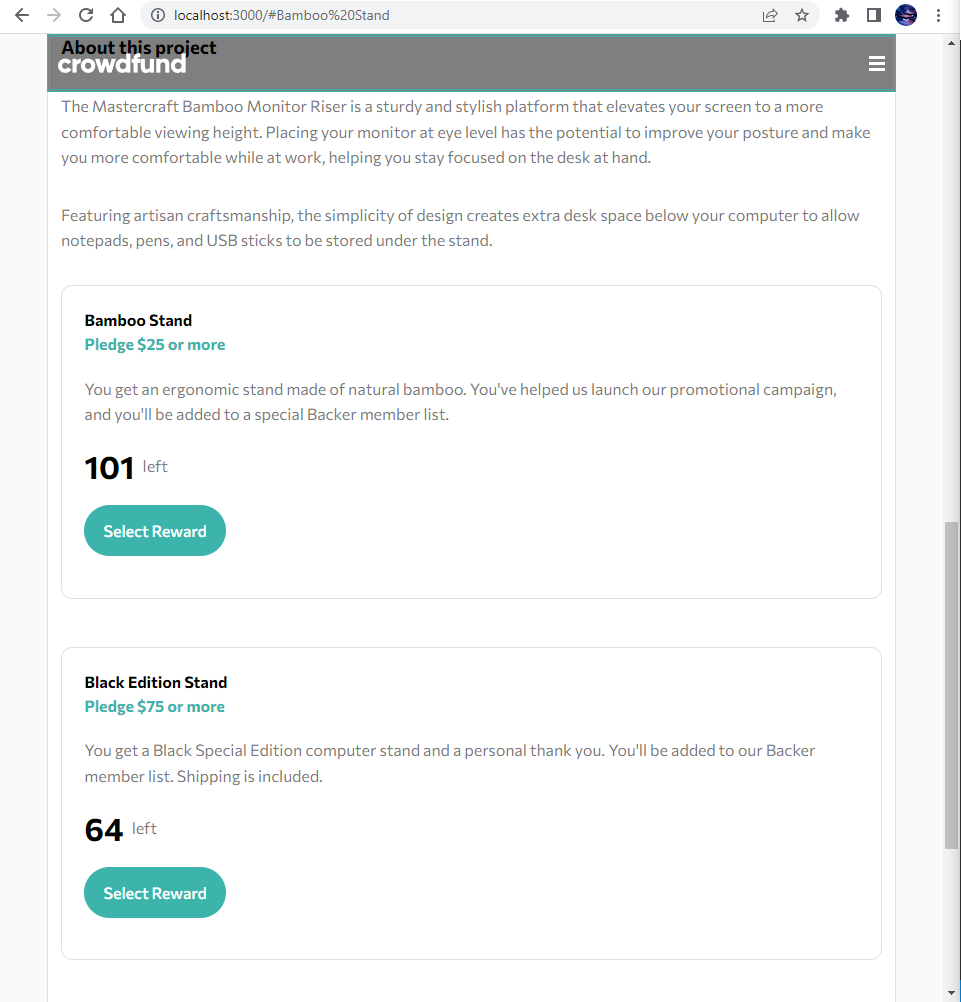 localhost:3000/#Bamboo%20Stand
About this project
crowdfund
The Mastercraft Bamboo Monitor Riser is a sturdy and stylish platform that elevates your screen to a more
comfortable viewing height. Placing your monitor at eye level has the potential to improve your posture and make
you more comfortable while at work, helping you stay focused on the desk at hand.
Featuring artisan craftsmanship, the simplicity of design creates extra desk space below your computer to allow
notepads, pens, and USB sticks to be stored under the stand.
Bamboo Stand
Pledge $25 or more
You get an ergonomic stand made of natural bamboo. You've helped us launch our promotional campaign,
and you'll be added to a special Backer member list.
101 left
Select Reward
Black Edition Stand
Pledge $75 or more
You get a Black Special Edition computer stand and a personal thank you. You'll be added to our Backer
member list. Shipping is included.
64 left
Select Reward